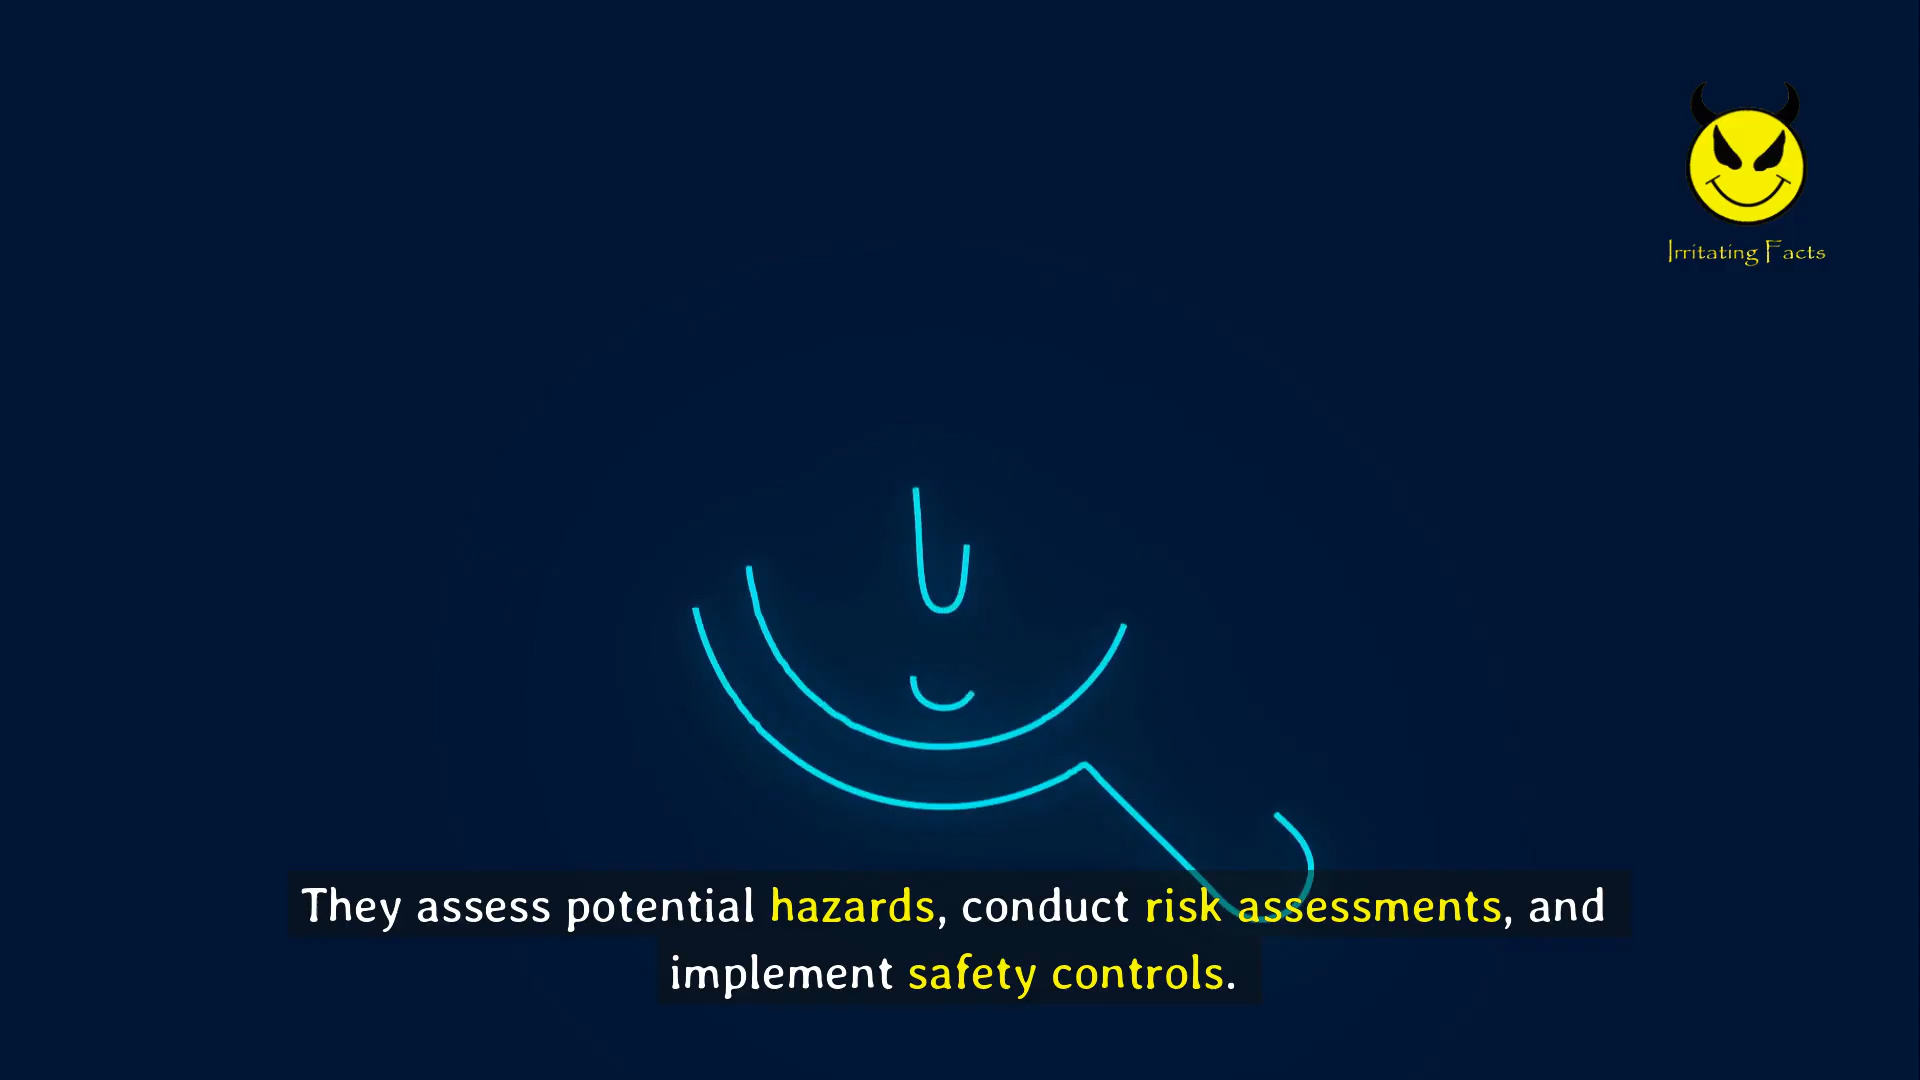 Irritating Facts
They assess potential hazards, conduct risk assessments, and
implement safety controls.